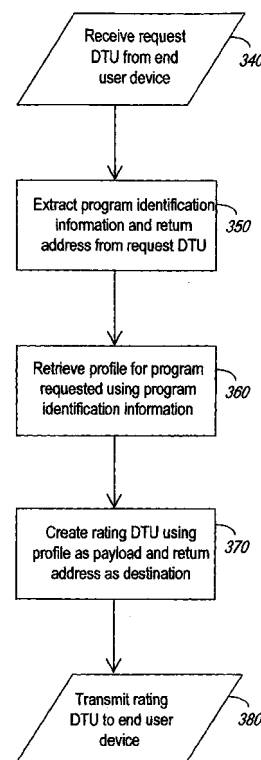 Receive request
DTU from end
user device
340
Extract program identification
information and return
address from request DTU
350
Retrieve profile for program
requested using program
identification information
360
Create rating DTU using
profile as payload and return
address as destination
370
Transmit rating
DTU to end user
device
380